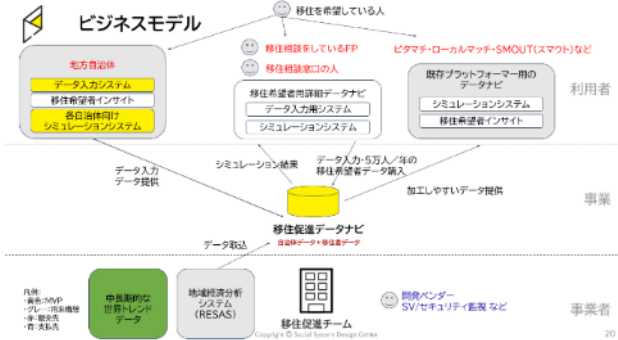 ビジネスモデル
移住を希望している人
地方自治体
データ入力システム
移住希望者インサイト
各自治体向け
シミュレーションシステム
移住相談をしているFP
移住相談窓口の人
移住希望者用詳細データナビ
データ入力用システム
シミュレーションシステム
ピタマチ・ローカルマッチ・SMOUT(スマウト)など
既存プラットフォーマー用の
データナビ
シミュレーションシステム
移住希望者インサイト
利用者
データ入力
データ提供
シミュレーション結果
データ入力・5万人/年の
移住希望者データ購入
加工しやすいデータ提供
事業
移住促進データナビ
自治体データ+移住者データ
データ取込
凡例:
・黄色:MVP
・グレー:将来構想
・赤:販売先
・青:支払先
中長期的な
世界トレンド
データ
地域経済分析
システム
(RESAS)
移住促進チーム
開発ベンダー
SV/セキュリティ監視 など
事業者
Copyright © Social System Design Center
20